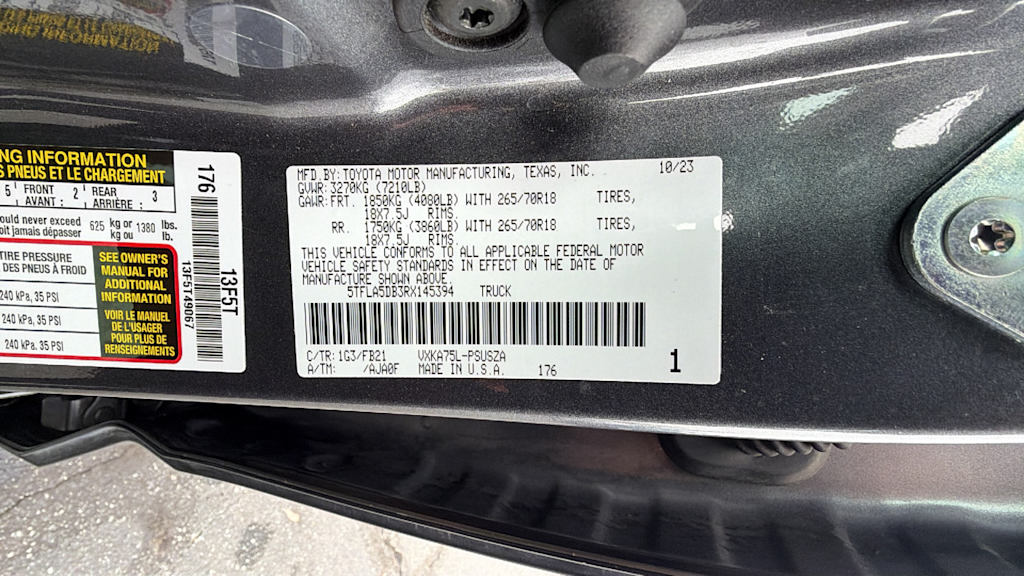 NG INFORMATION
S PNEUS ET LE CHARGEMENT
5 FRONT AVANT : 2 REAR ARRIÈRE : 3
ould never exceed 625 kg or 1380 lbs.
oit jamais dépasser kg ou lb.
TIRE PRESSURE
DES PNEUS À FROID
240 kPa, 35 PSI
240 kPa, 35 PSI
240 kPa, 35 PSI
SEE OWNER'S
MANUAL FOR
ADDITIONAL
INFORMATION
VOIR LE MANUEL
DE L'USAGER
POUR PLUS DE
RENSEIGNEMENTS
176
13F5149067
13F5T
MFD.BY: TOYOTA MOTOR MANUFACTURING, TEXAS, INC. 10/23
GVWR: 3270KG (7210LB)
GAWR: FRT. 1850KG (4080LB) WITH 265/70R18 TIRES,
18X7.5J RIMS.
RR. 1750KG (3860LB) WITH 265/70R18 TIRES,
18X7.5J RIMS.
THIS VEHICLE CONFORMS TO ALL APPLICABLE FEDERAL MOTOR
VEHICLE SAFETY STANDARDS IN EFFECT ON THE DATE OF
MANUFACTURE SHOWN ABOVE.
5TFLA5DB3RX145394 TRUCK
C/TR: 1G3/FB21 VXKA75L-PSUSZA
A/TM: /AJA0F MADE IN U.S.A. 176 1